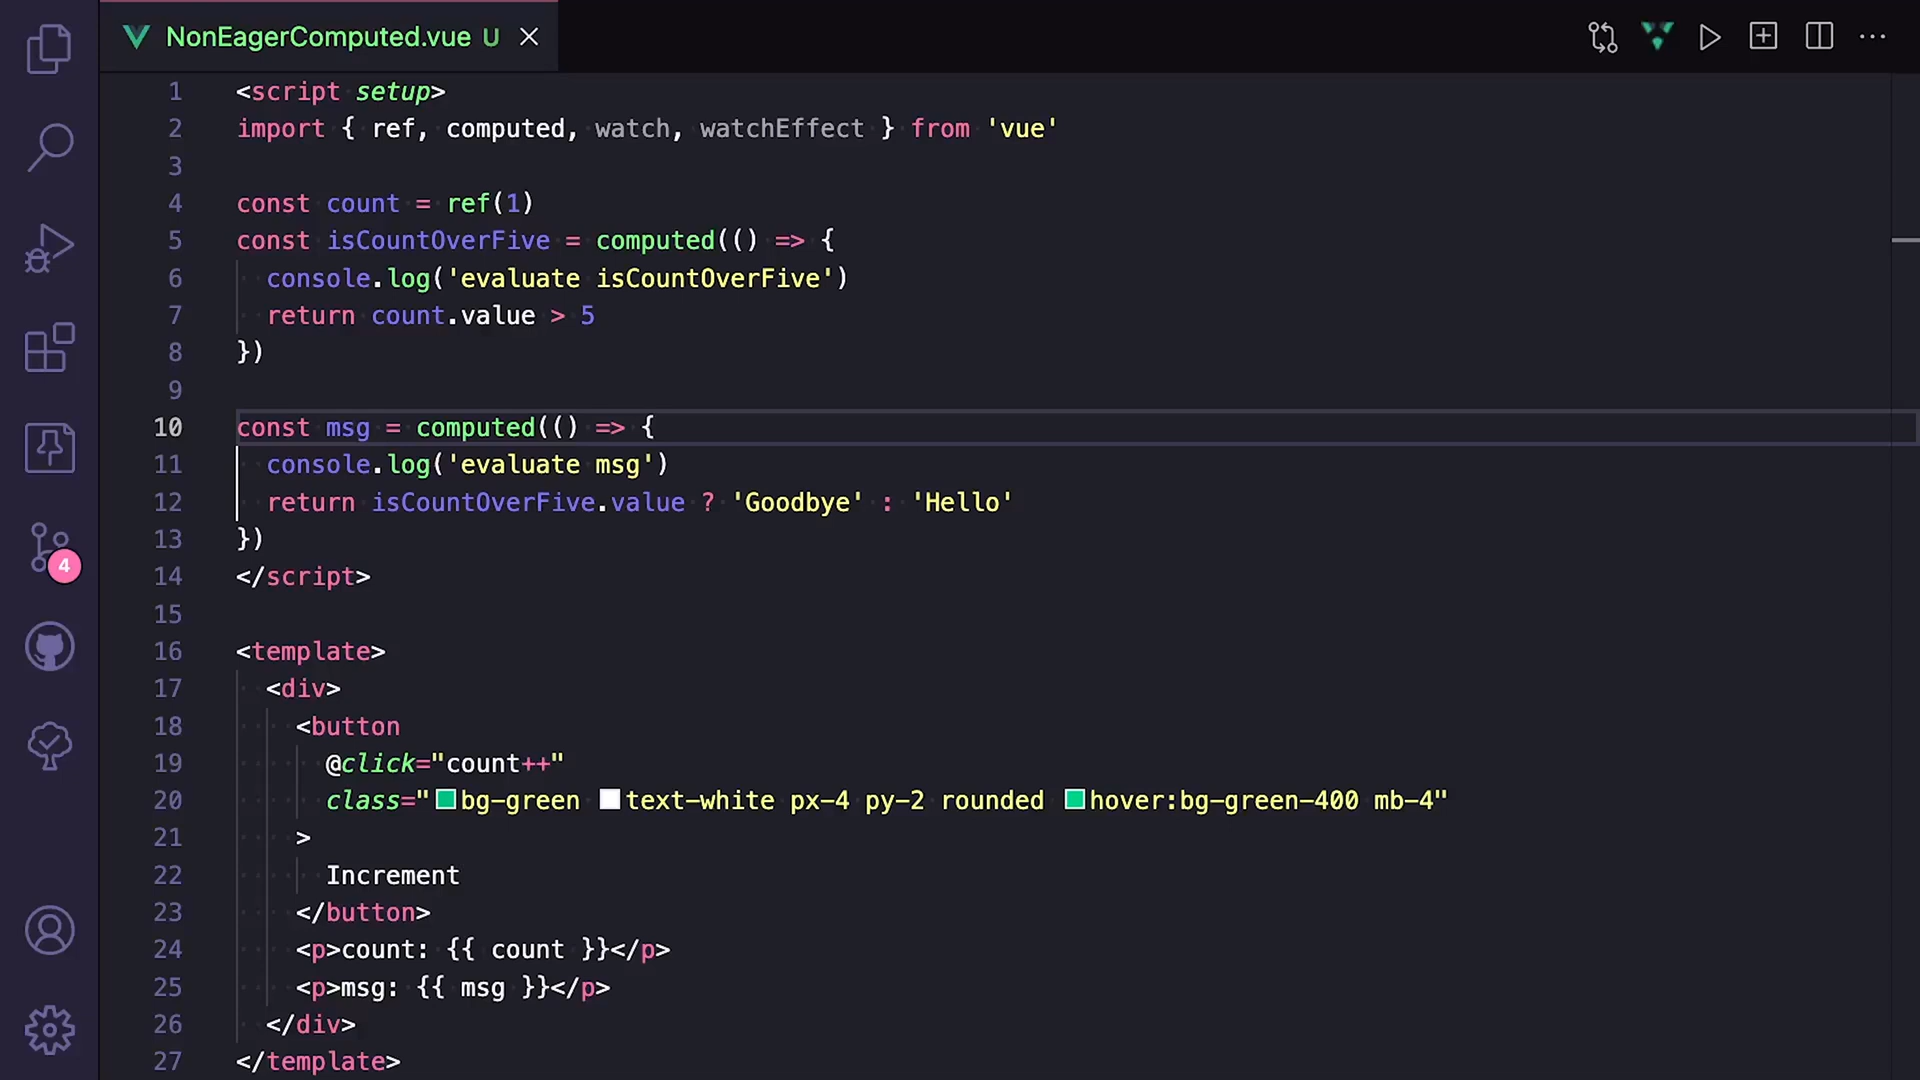 NonEagerComputed.vue U
1 <script setup>
2 import { ref, computed, watch, watchEffect } from 'vue'
3
4 const count = ref(1)
5 const isCountOverFive = computed(() => {
6   console.log('evaluate isCountOverFive')
7   return count.value > 5
8 })
9
10 const msg = computed(() => {
11   console.log('evaluate msg')
12   return isCountOverFive.value ? 'Goodbye' : 'Hello'
13 })
14 </script>
15
16 <template>
17   <div>
18     <button
19       @click="count++"
20       class="bg-green text-white px-4 py-2 rounded hover:bg-green-400 mb-4"
21     >
22       Increment
23     </button>
24     <p>count: {{ count }}</p>
25     <p>msg: {{ msg }}</p>
26   </div>
27 </template>
4